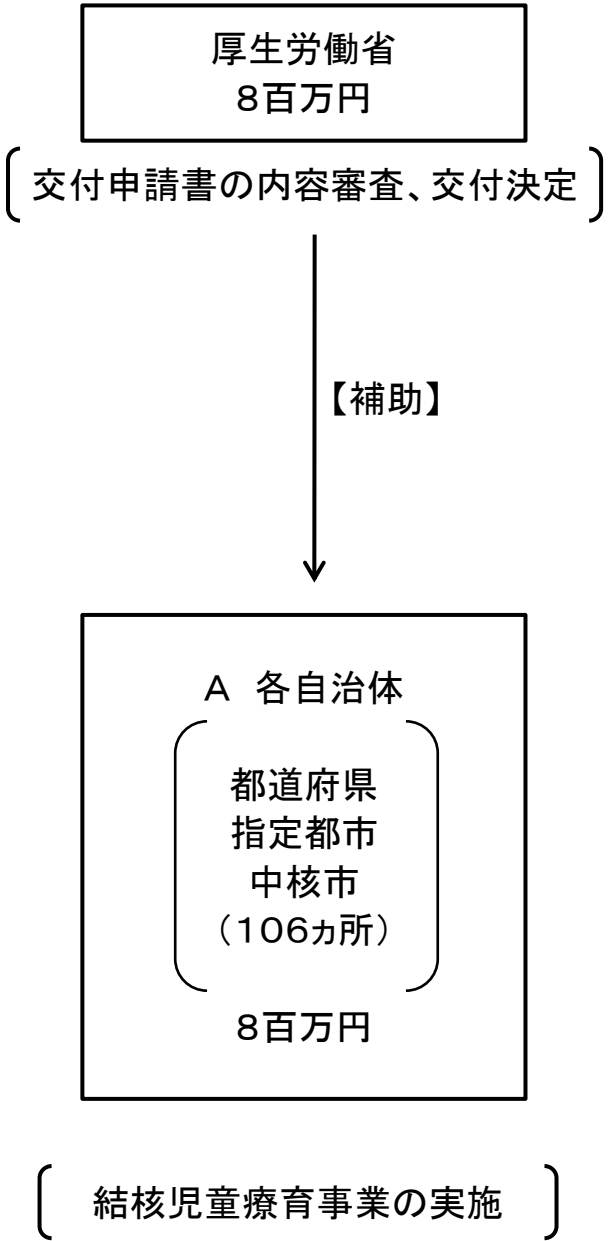 厚生労働省
８百万円
交付申請書の内容審査、交付決定
【補助】
Ａ　各自治体
都道府県
指定都市
中核市
（１０６ヵ所）
８百万円
結核児童療育事業の実施